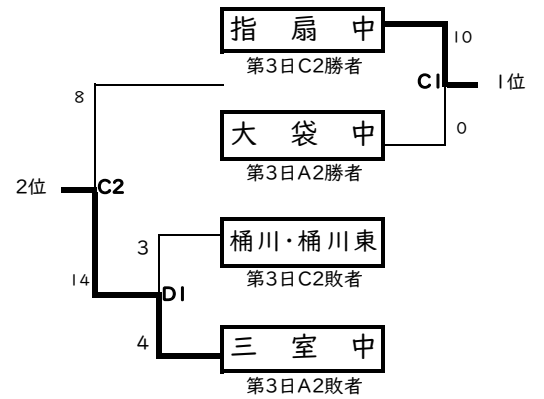 指扇中
10
第3日C2勝者
C1
1位
8
大袋中
0
第3日A2勝者
2位
C2
桶川・桶川東
3
第3日C2敗者
14
D1
三室中
4
第3日A2敗者